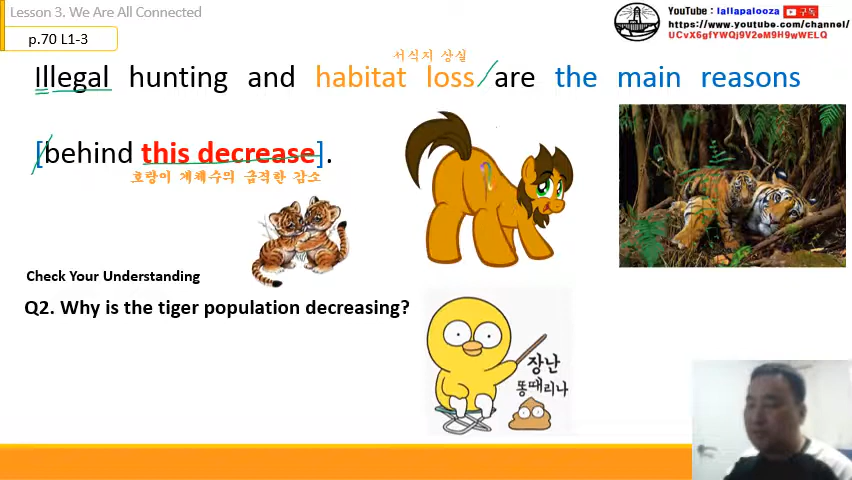 Lesson 3. We Are All Connected
YouTube : lallapalooza 구독
https://www.youtube.com/channel/
UCvX6gfYWQj9V2eM9H9wWELQ
p.70 L1-3
서식지 상실
Illegal hunting and habitat loss are the main reasons
[behind this decrease].
호랑이 개체수의 급격한 감소
Check Your Understanding
Q2. Why is the tiger population decreasing?
장난
똥때리나